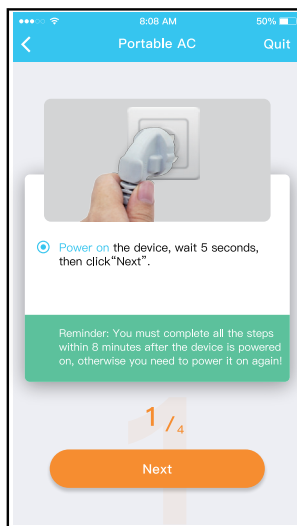 8:08 AM
50%
Portable AC
Quit
Power on the device, wait 5 seconds,
then click“Next”.
Reminder: You must complete all the steps
within 8 minutes after the device is powered
on, otherwise you need to power it on again!
1/4
Next